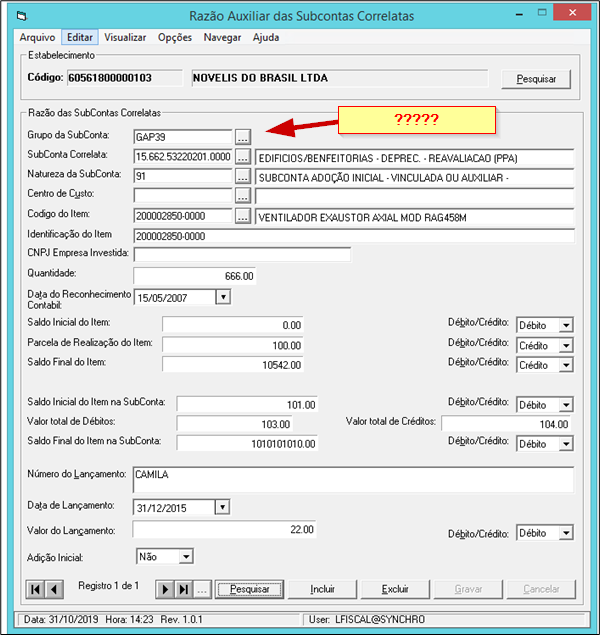 Razão Auxiliar das Subcontas Correlatas
Arquivo Editar Visualizar Opções Navegar Ajuda
Estabelecimento
Código: 60561800000103 NOVELIS DO BRASIL LTDA Pesquisar
Razão das SubContas Correlatas
?????
Grupo da SubConta: GAP39 ...
SubConta Correlata: 15.662.53220201.0000 ... EDIFICIOS/BENFEITORIAS - DEPREC. - REAVALIACAO (PPA)
Natureza da SubConta: 91 ... SUBCONTA ADOÇÃO INICIAL - VINCULADA OU AUXILIAR -
Centro de Custo: ...
Codigo do Item: 200002850-0000 ... VENTILADOR EXAUSTOR AXIAL MOD RAG458M
Identificação do Item 200002850-0000
CNPJ Empresa Investida:
Quantidade: 666.00
Data do Reconhecimento Contabil: 15/05/2007
Saldo Inicial do Item: 0.00 Débito/Crédito: Débito
Parcela de Realização do Item: 100.00 Débito/Crédito: Crédito
Saldo Final do Item: 10542.00 Débito/Crédito: Crédito
Saldo Inicial do Item na SubConta: 101.00 Débito/Crédito: Débito
Valor total de Débitos: 103.00 Valor total de Créditos: 104.00
Saldo Final do Item na SubConta: 1010101010.00 Débito/Crédito: Débito
Número do Lançamento: CAMILA
Data de Lançamento: 31/12/2015
Valor do Lançamento: 22.00 Débito/Crédito: Débito
Adição Inicial: Não
Registro 1 de 1 ... Pesquisar Incluir Excluir Gravar Cancelar
Data: 31/10/2019 Hora: 14:23 Rev. 1.0.1 User: LFISCAL@SYNCHRO